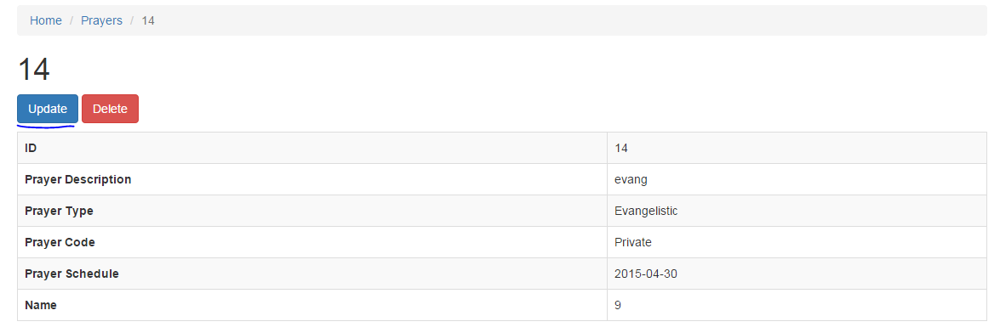 Home / Prayers / 14
14
Update Delete
ID 14
Prayer Description evang
Prayer Type Evangelistic
Prayer Code Private
Prayer Schedule 2015-04-30
Name 9